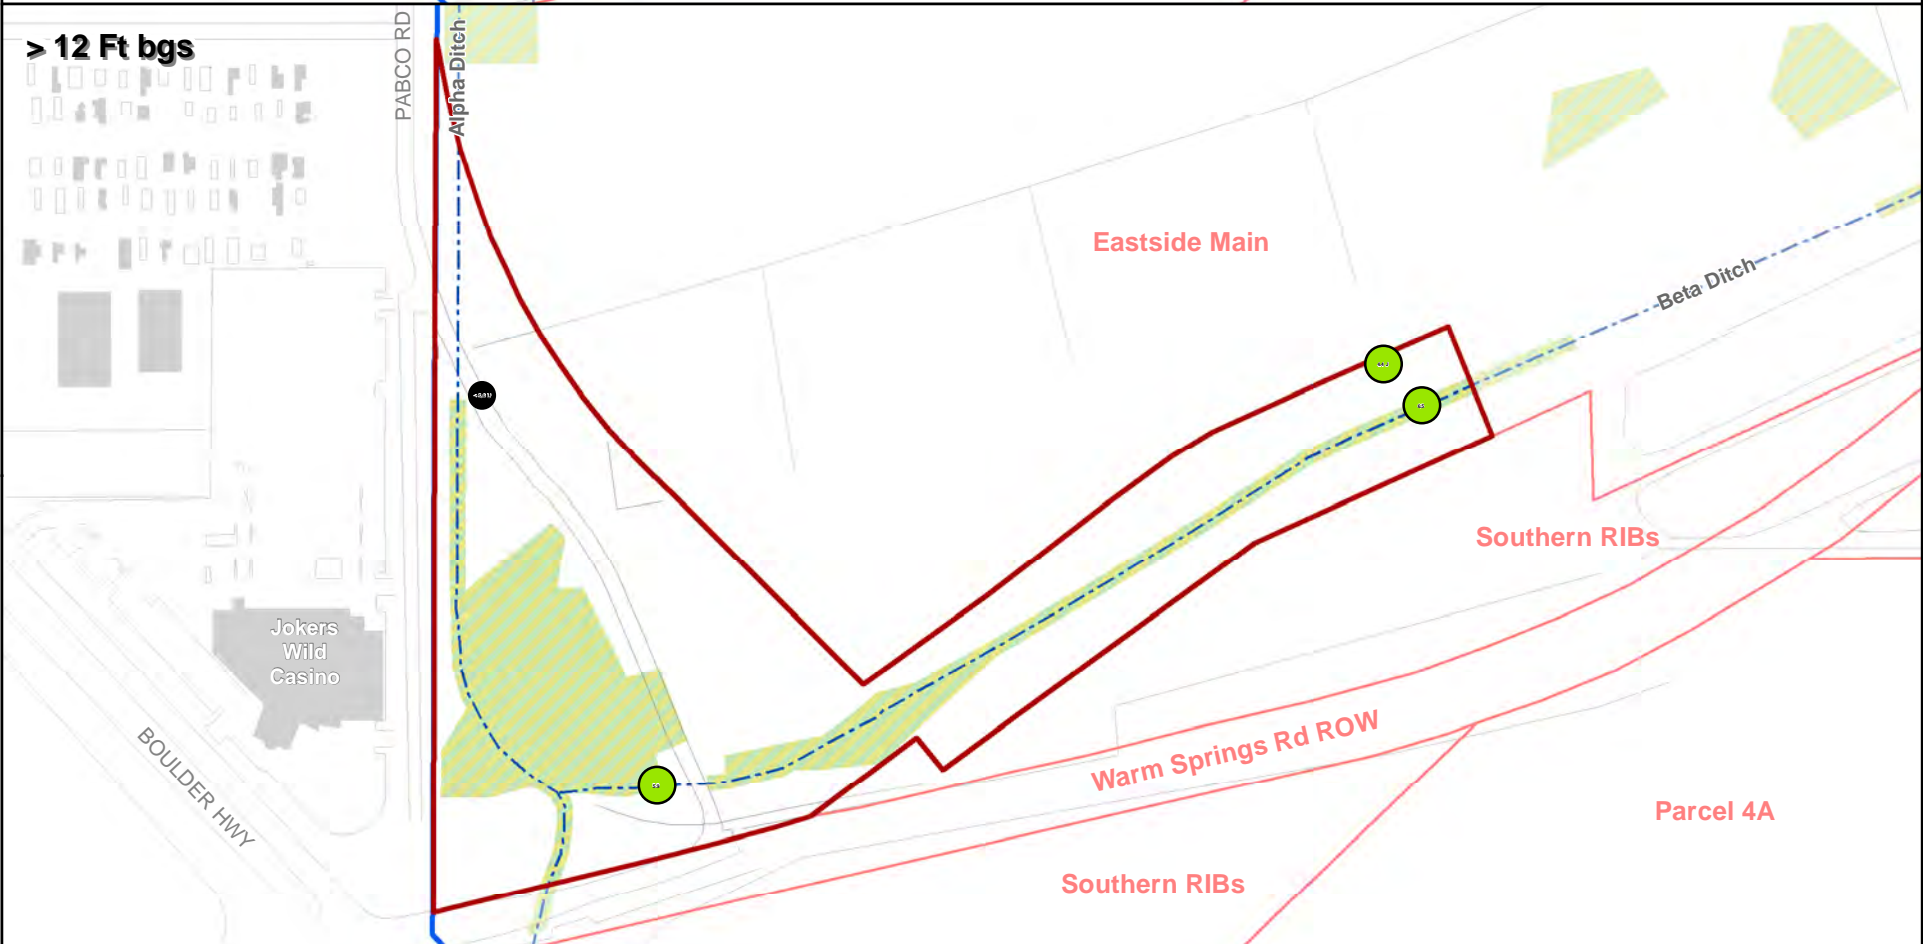 > 12 Ft bgs
PABCO RD
Alpha Ditch
Eastside Main
Beta Ditch
Southern RIBs
Jokers
Wild
Casino
BOULDER HWY
Warm Springs Rd ROW
Parcel 4A
Southern RIBs